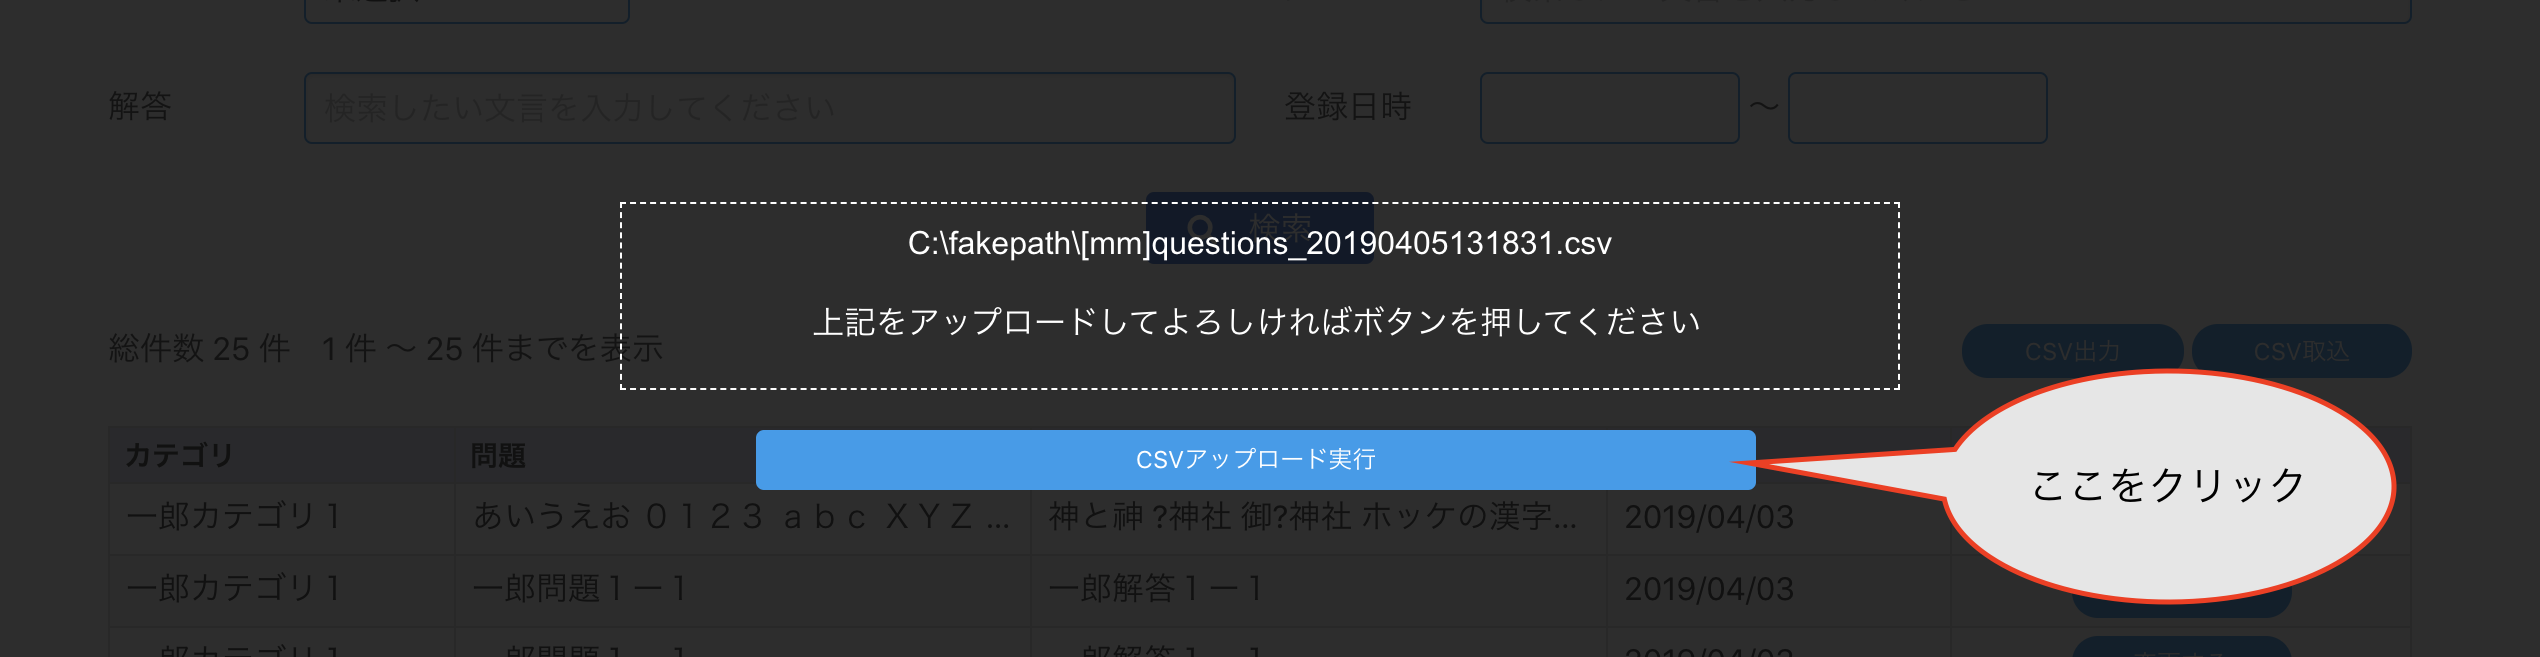 解答
検索したい文言を入力してください
登録日時
～
検索
C:\fakepath\[mm]questions_20190405131831.csv
上記をアップロードしてよろしければボタンを押してください
総件数 25 件　1 件 ～ 25 件までを表示
CSV出力
CSV取込
カテゴリ
問題
CSVアップロード実行
ここをクリック
一郎カテゴリ１
あいうえお ０１２３ ａｂｃ ＸＹＺ ...
神と神 ?神社 御?神社 ホッケの漢字...
2019/04/03
一郎カテゴリ１
一郎問題１ー１
一郎解答１ー１
2019/04/03